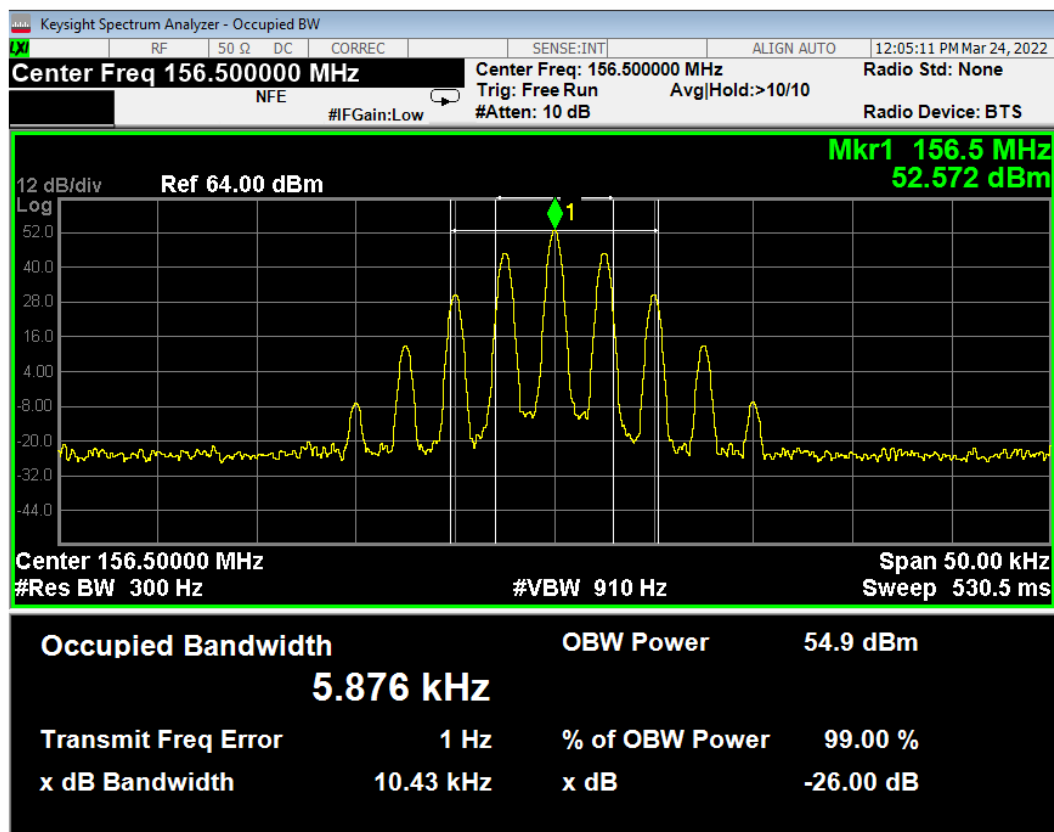 Keysight Spectrum Analyzer - Occupied BW
LXI RF 50 Ω DC CORREC SENSE:INT ALIGN AUTO 12:05:11 PM Mar 24, 2022
Center Freq 156.500000 MHz
NFE
#IFGain:Low
Center Freq: 156.500000 MHz
Trig: Free Run Avg|Hold:>10/10
#Atten: 10 dB
Radio Std: None
Radio Device: BTS
Mkr1 156.5 MHz
52.572 dBm
12 dB/div Ref 64.00 dBm
Log
1
52.0
40.0
28.0
16.0
4.00
-8.00
-20.0
-32.0
-44.0
Center 156.50000 MHz Span 50.00 kHz
#Res BW 300 Hz #VBW 910 Hz Sweep 530.5 ms
Occupied Bandwidth OBW Power 54.9 dBm
5.876 kHz
Transmit Freq Error 1 Hz % of OBW Power 99.00 %
x dB Bandwidth 10.43 kHz x dB -26.00 dB